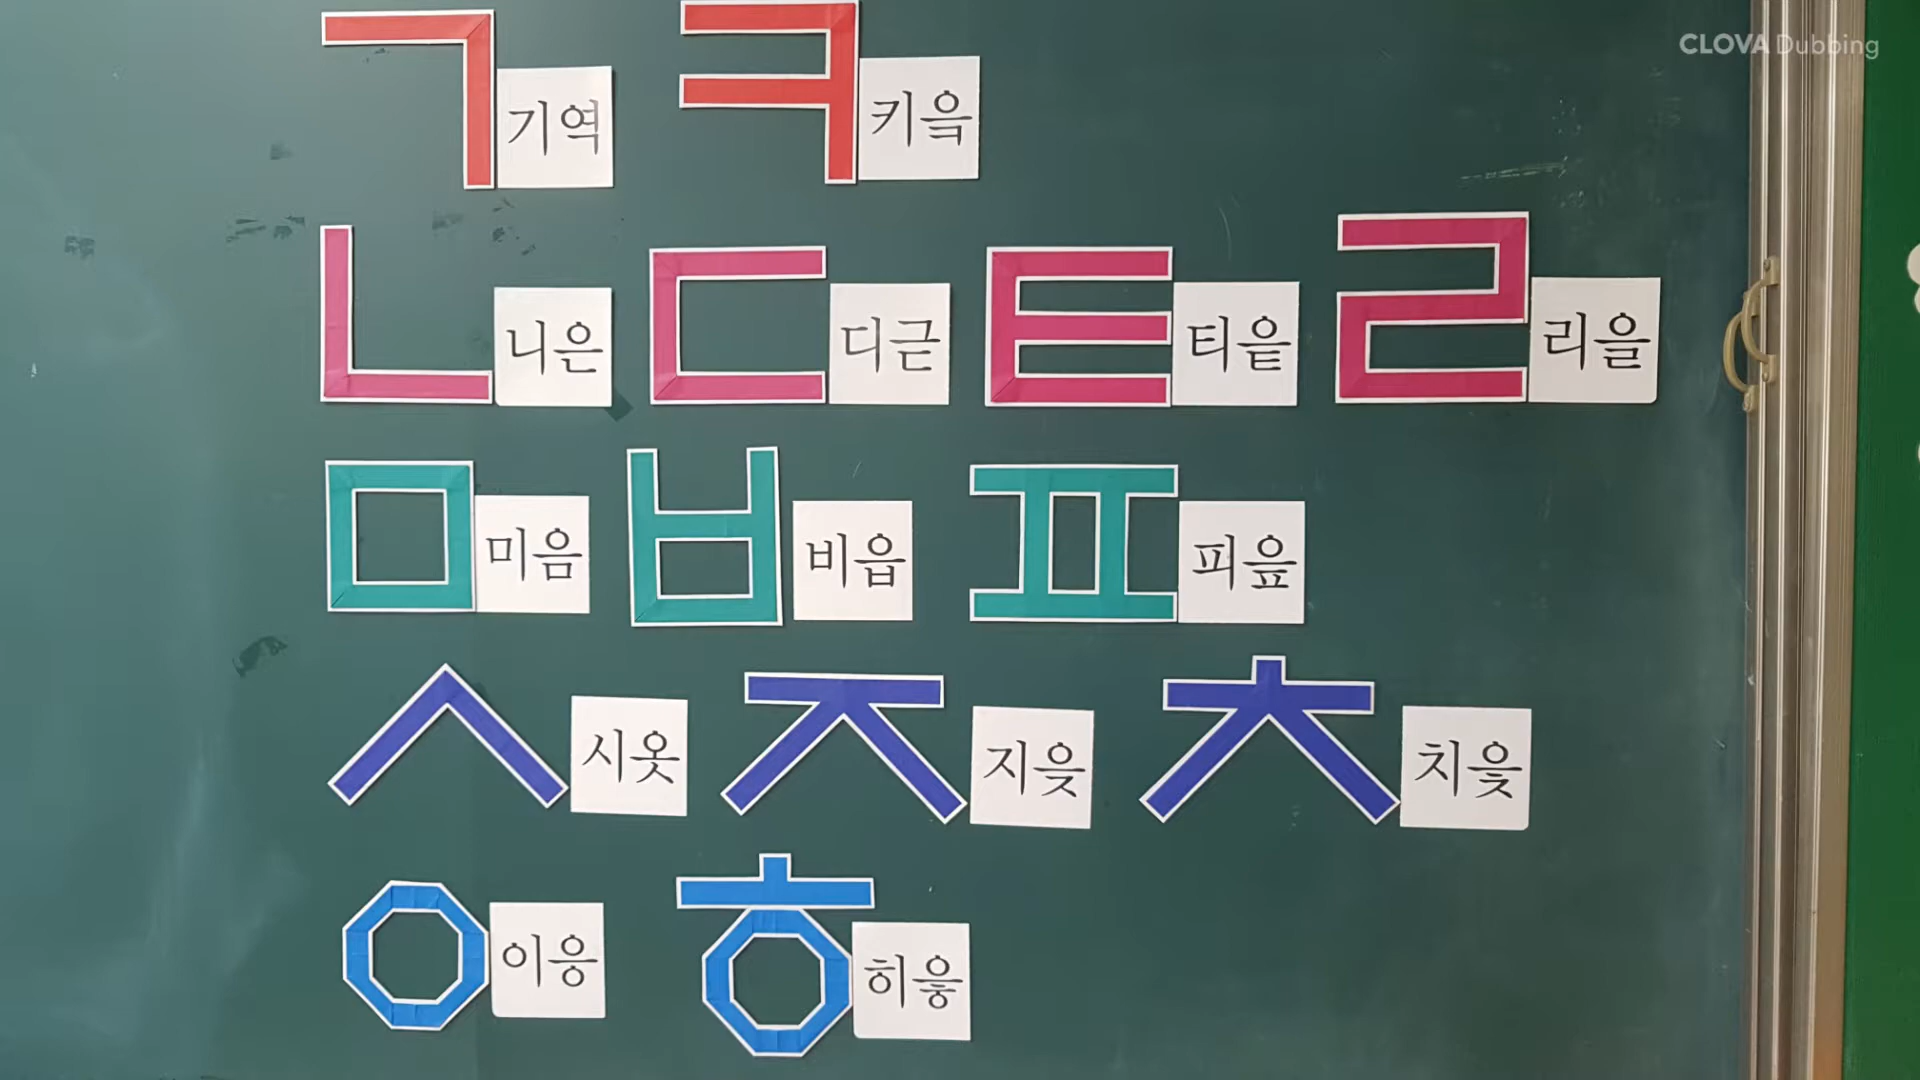 CLOVA Dubbing
ㄱ 기역 ㅋ 키읔
ㄴ 니은 ㄷ 디귿 ㅌ 티읕 ㄹ 리을
ㅁ 미음 ㅂ 비읍 ㅍ 피읖
ㅅ 시옷 ㅈ 지읒 ㅊ 치읓
ㅇ 이응 ㅎ 히읗